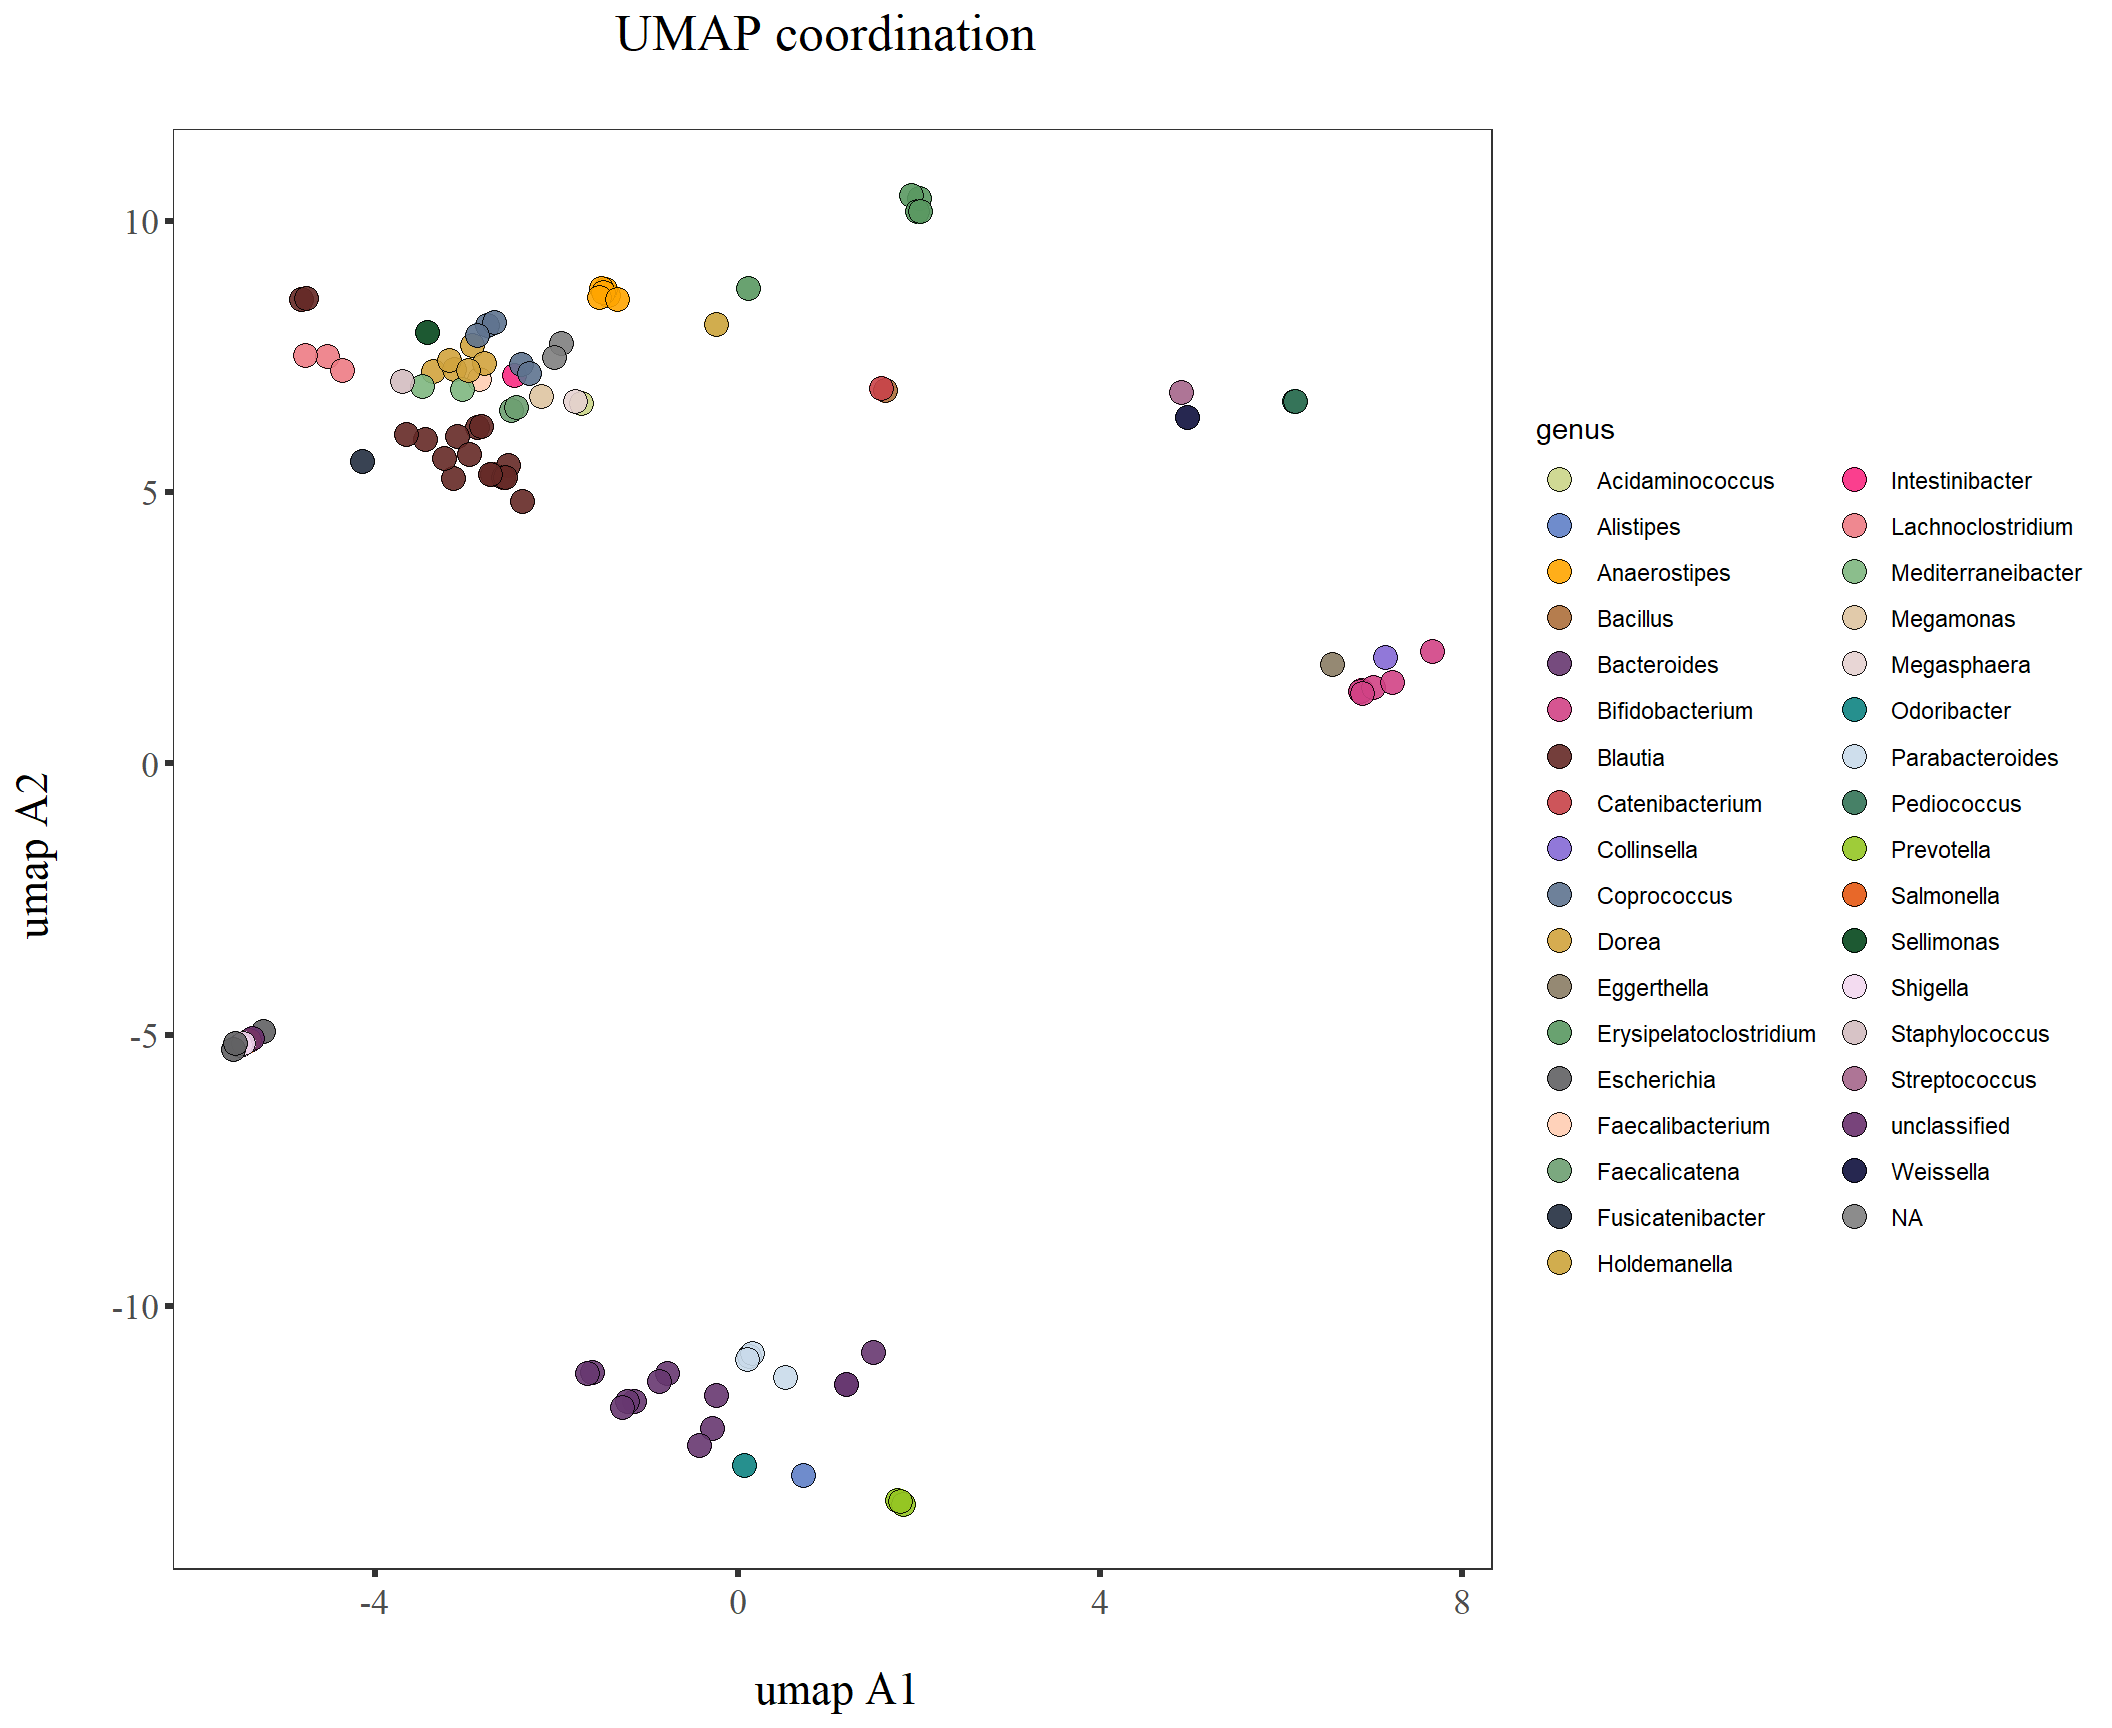 UMAP coordination
10
5
0
-5
-10
umap A2
-4
0
4
8
umap A1
genus
Acidaminococcus
Alistipes
Anaerostipes
Bacillus
Bacteroides
Bifidobacterium
Blautia
Catenibacterium
Collinsella
Coprococcus
Dorea
Eggerthella
Erysipelatoclostridium
Escherichia
Faecalibacterium
Faecalicatena
Fusicatenibacter
Holdemanella
Intestinibacter
Lachnoclostridium
Mediterraneibacter
Megamonas
Megasphaera
Odoribacter
Parabacteroides
Pediococcus
Prevotella
Salmonella
Sellimonas
Shigella
Staphylococcus
Streptococcus
unclassified
Weissella
NA